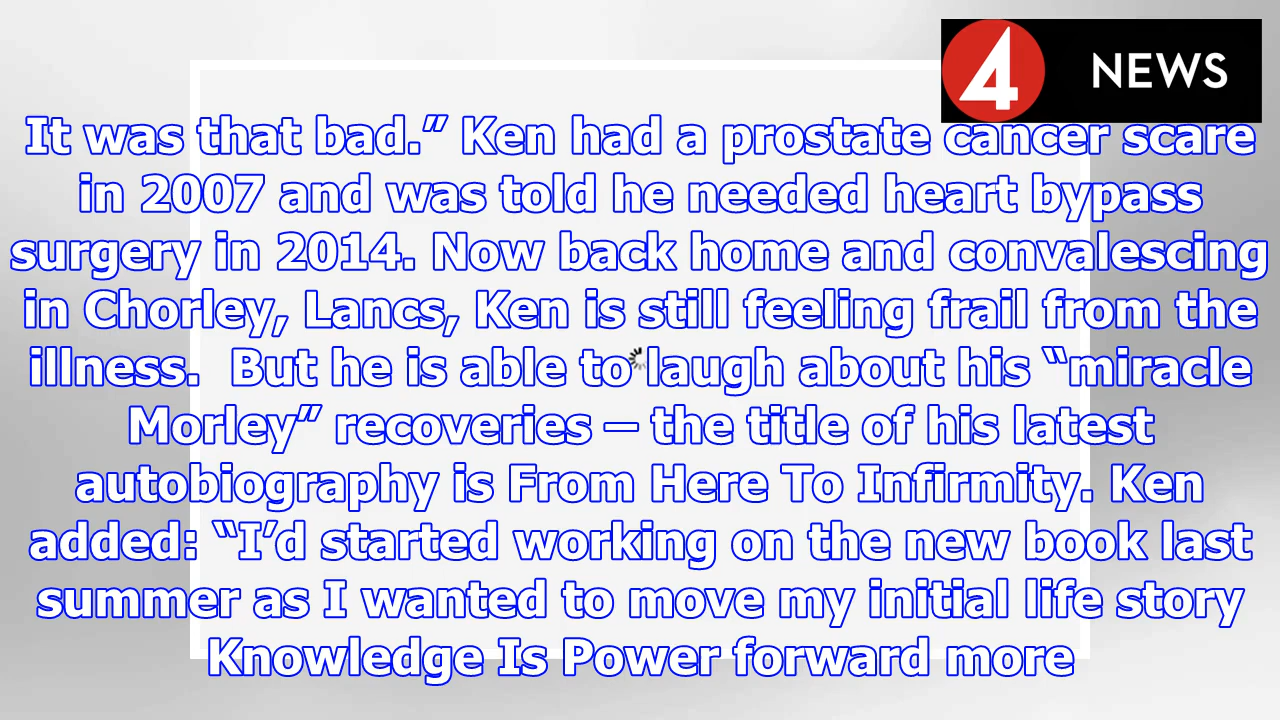 4 NEWS
It was that bad.” Ken had a prostate cancer scare
in 2007 and was told he needed heart bypass
surgery in 2014. Now back home and convalescing
in Chorley, Lancs, Ken is still feeling frail from the
illness.  But he is able to laugh about his “miracle
Morley” recoveries – the title of his latest
autobiography is From Here To Infirmity. Ken
added: “I’d started working on the new book last
summer as I wanted to move my initial life story
Knowledge Is Power forward more